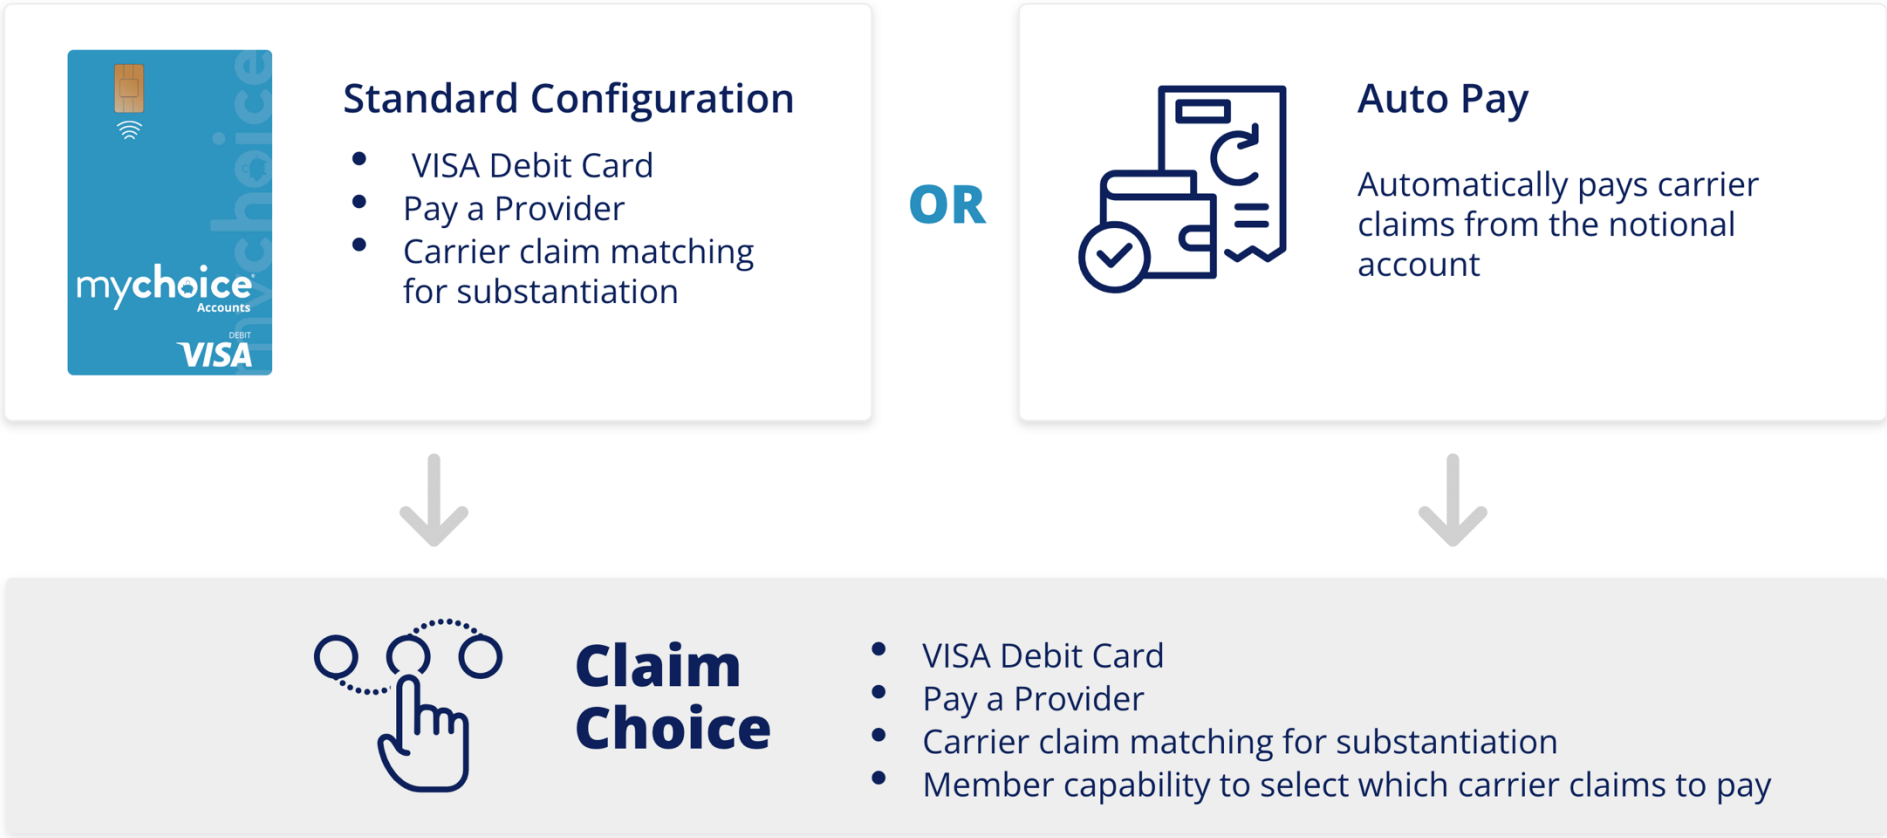 mychoice
mychoice
Accounts
DEBIT
VISA
Standard Configuration
• VISA Debit Card
• Pay a Provider
• Carrier claim matching
for substantiation
OR
Auto Pay
Automatically pays carrier
claims from the notional
account
Claim
Choice
• VISA Debit Card
• Pay a Provider
• Carrier claim matching for substantiation
• Member capability to select which carrier claims to pay